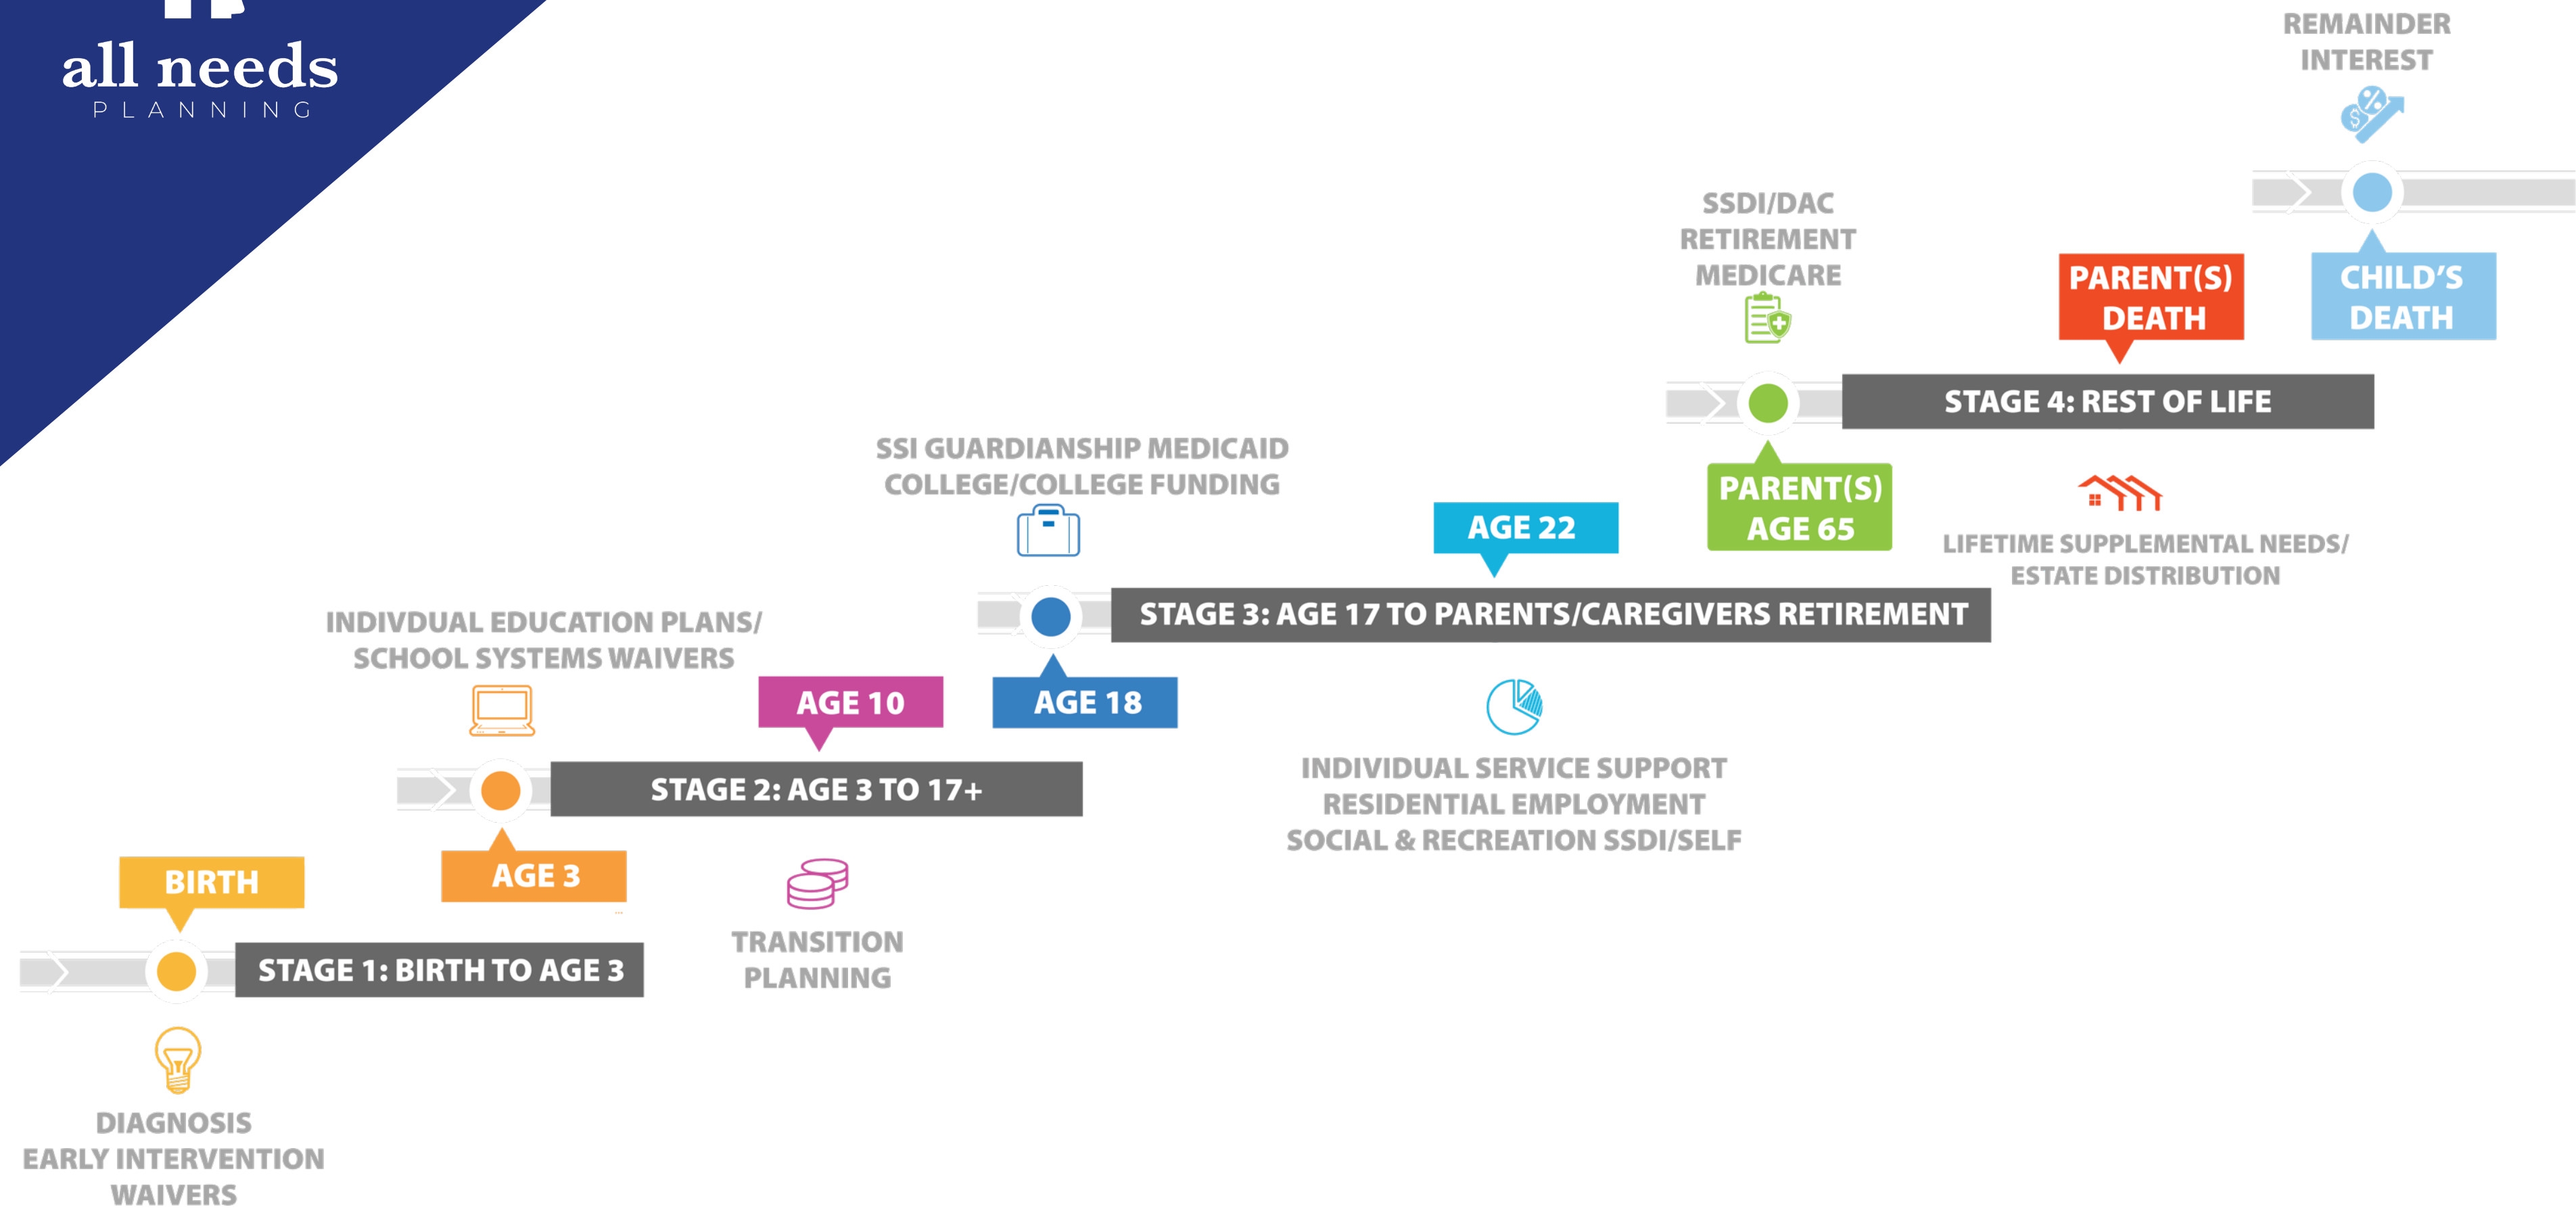 all needs
PLANNING
BIRTH
STAGE 1: BIRTH TO AGE 3
DIAGNOSIS
EARLY INTERVENTION
WAIVERS
INDIVDUAL EDUCATION PLANS/
SCHOOL SYSTEMS WAIVERS
AGE 3
STAGE 2: AGE 3 TO 17+
AGE 10
TRANSITION
PLANNING
SSI GUARDIANSHIP MEDICAID
COLLEGE/COLLEGE FUNDING
AGE 18
STAGE 3: AGE 17 TO PARENTS/CAREGIVERS RETIREMENT
AGE 22
INDIVIDUAL SERVICE SUPPORT
RESIDENTIAL EMPLOYMENT
SOCIAL & RECREATION SSDI/SELF
SSDI/DAC
RETIREMENT
MEDICARE
PARENT(S)
AGE 65
STAGE 4: REST OF LIFE
PARENT(S)
DEATH
LIFETIME SUPPLEMENTAL NEEDS/
ESTATE DISTRIBUTION
REMAINDER
INTEREST
$ %
CHILD'S
DEATH